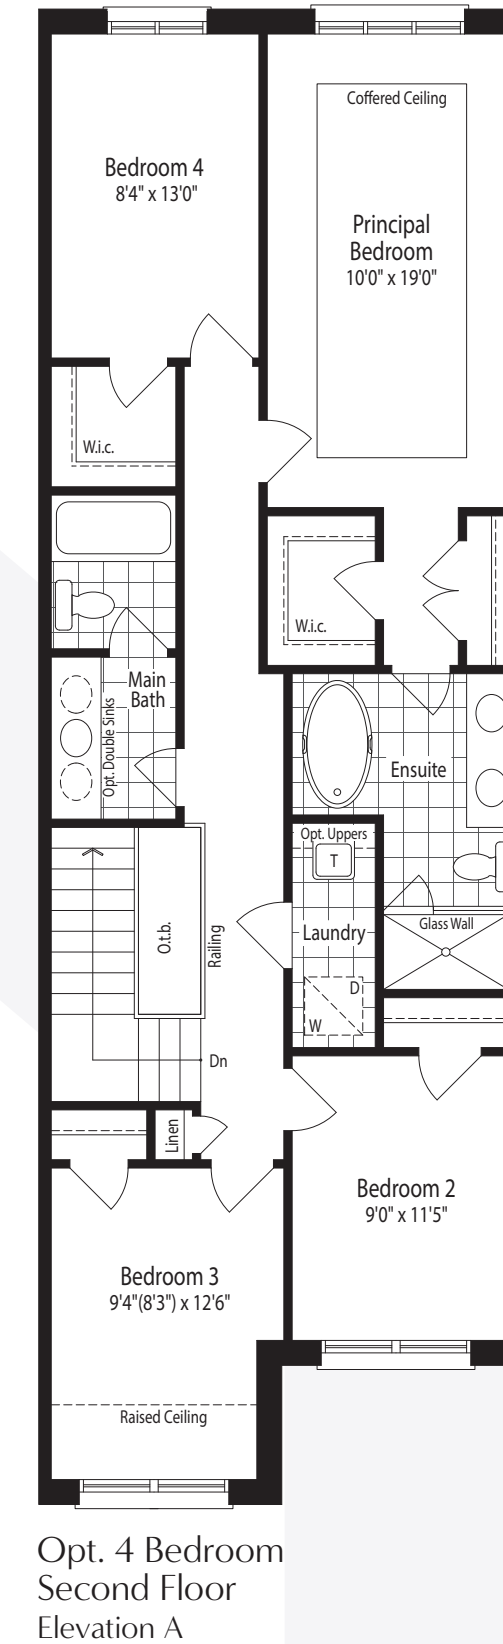 Coffered Ceiling
Bedroom 4
8'4" x 13'0"
Principal
Bedroom
10'0" x 19'0"
W.i.c.
W.i.c.
Main
Bath
Opt. Double Sinks
Ensuite
Opt. Uppers
T
O.t.b.
Railing
Laundry
Glass Wall
D
W
Dn
Linen
Bedroom 2
9'0" x 11'5"
Bedroom 3
9'4"(8'3") x 12'6"
Raised Ceiling
Opt. 4 Bedroom
Second Floor
Elevation A